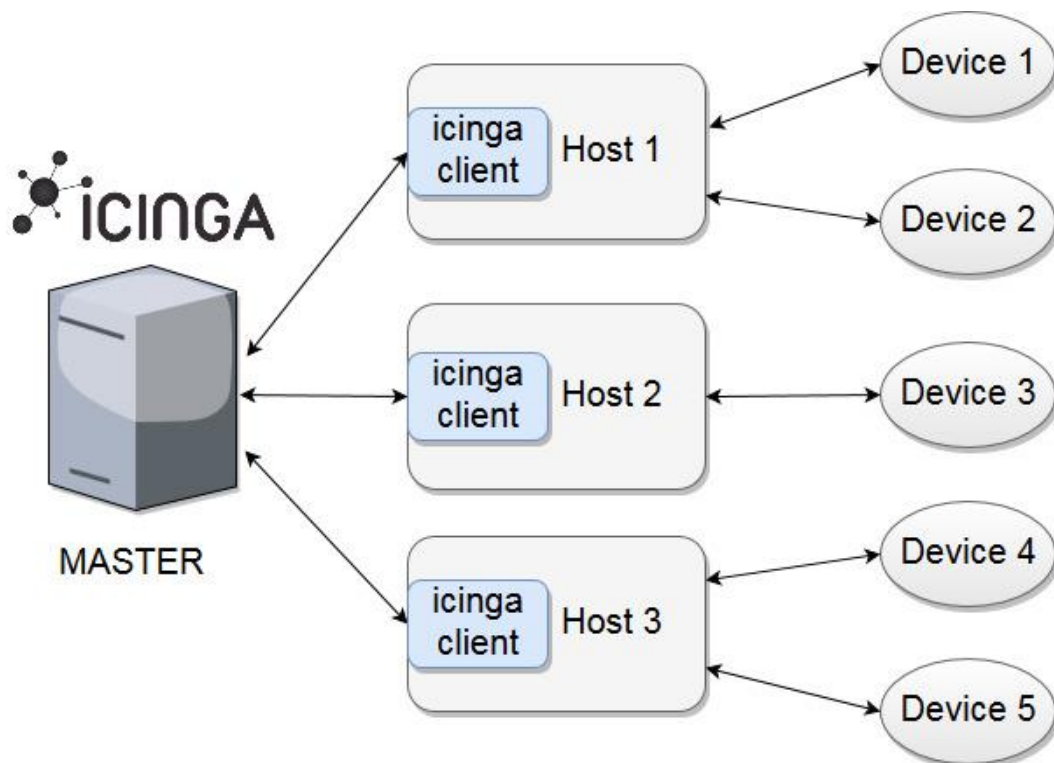 ICINGA
MASTER
icinga
client
Host 1
icinga
client
Host 2
icinga
client
Host 3
Device 1
Device 2
Device 3
Device 4
Device 5